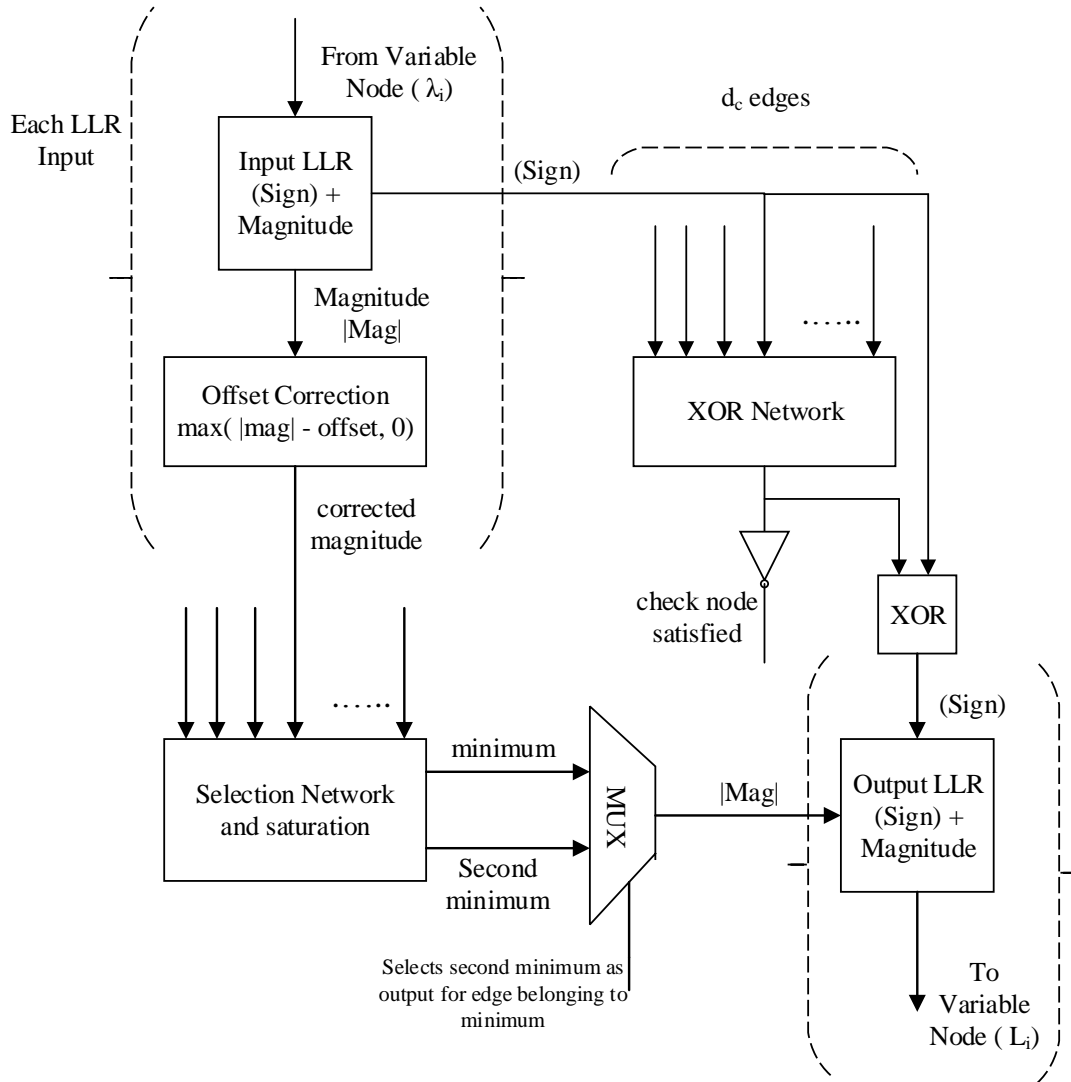 From Variable
Node ( λi)
dc edges
Each LLR
Input
Input LLR
(Sign) +
Magnitude
(Sign)
Magnitude
|Mag|
.......
Offset Correction
max( |mag| - offset, 0)
XOR Network
corrected
magnitude
check node
satisfied
XOR
.......
(Sign)
minimum
Selection Network
and saturation
MUX
|Mag|
Output LLR
(Sign) +
Magnitude
Second
minimum
Selects second minimum as
output for edge belonging to
minimum
To
Variable
Node ( Li)